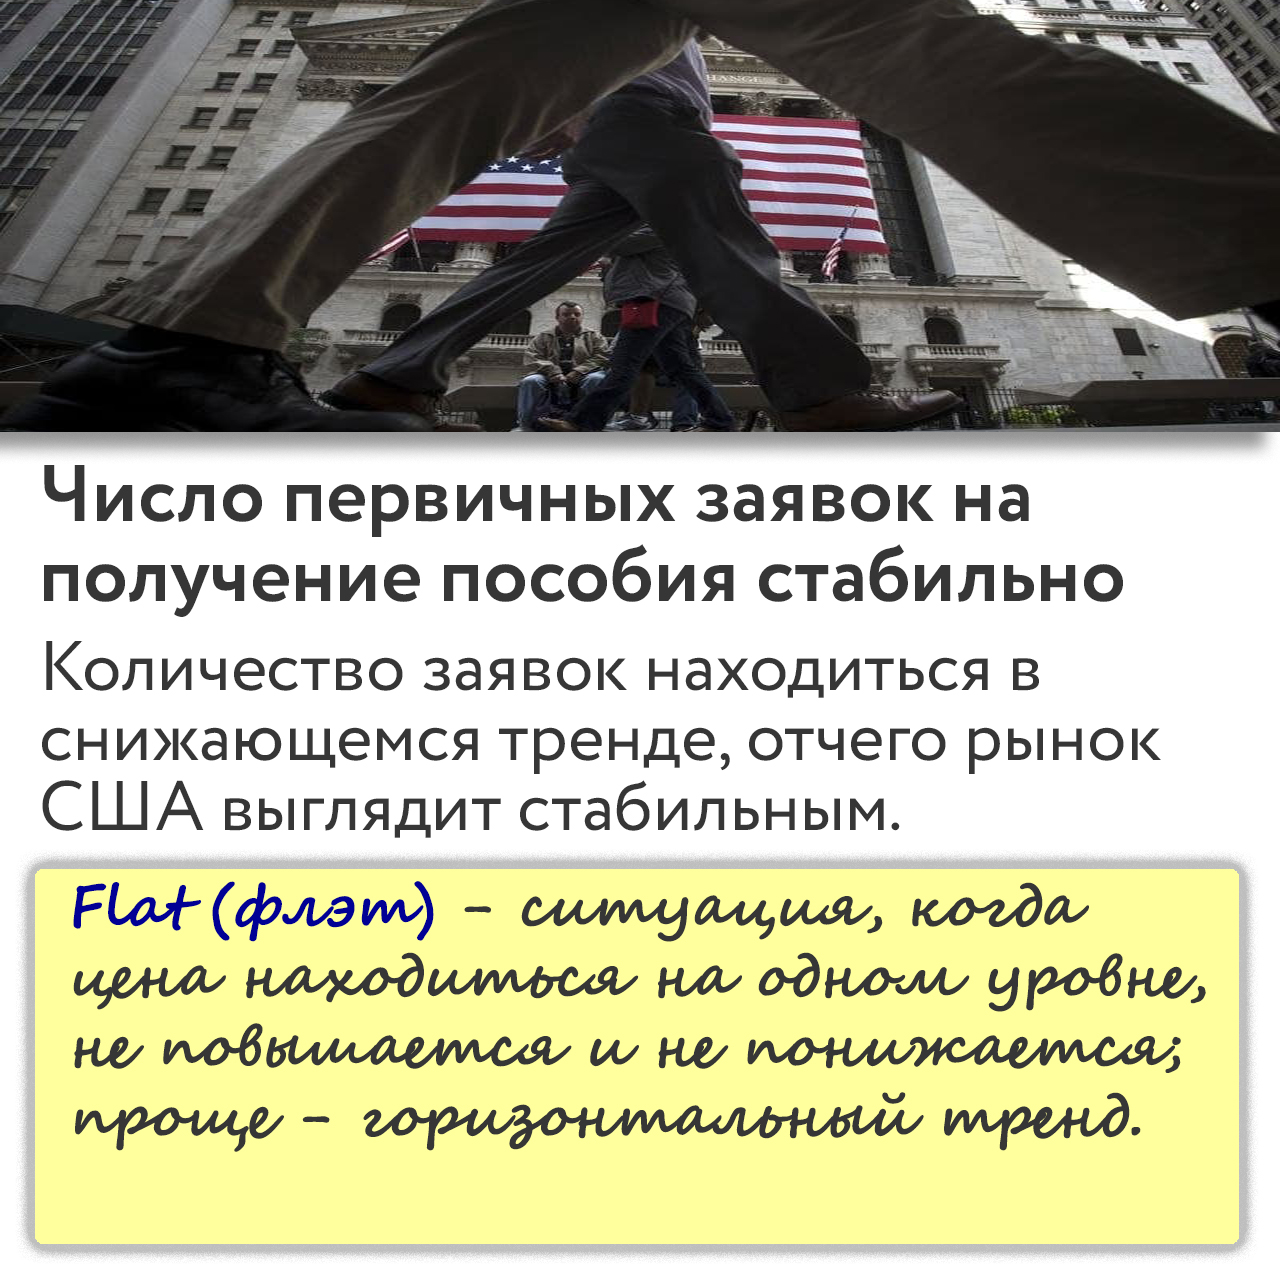 HANGE
Число первичных заявок на
получение пособия стабильно
Количество заявок находиться в
снижающемся тренде, отчего рынок
США выглядит стабильным.
Flat (флэт) – ситуация, когда
цена находиться на одном уровне,
не повышается и не понижается;
проще – горизонтальный тренд.